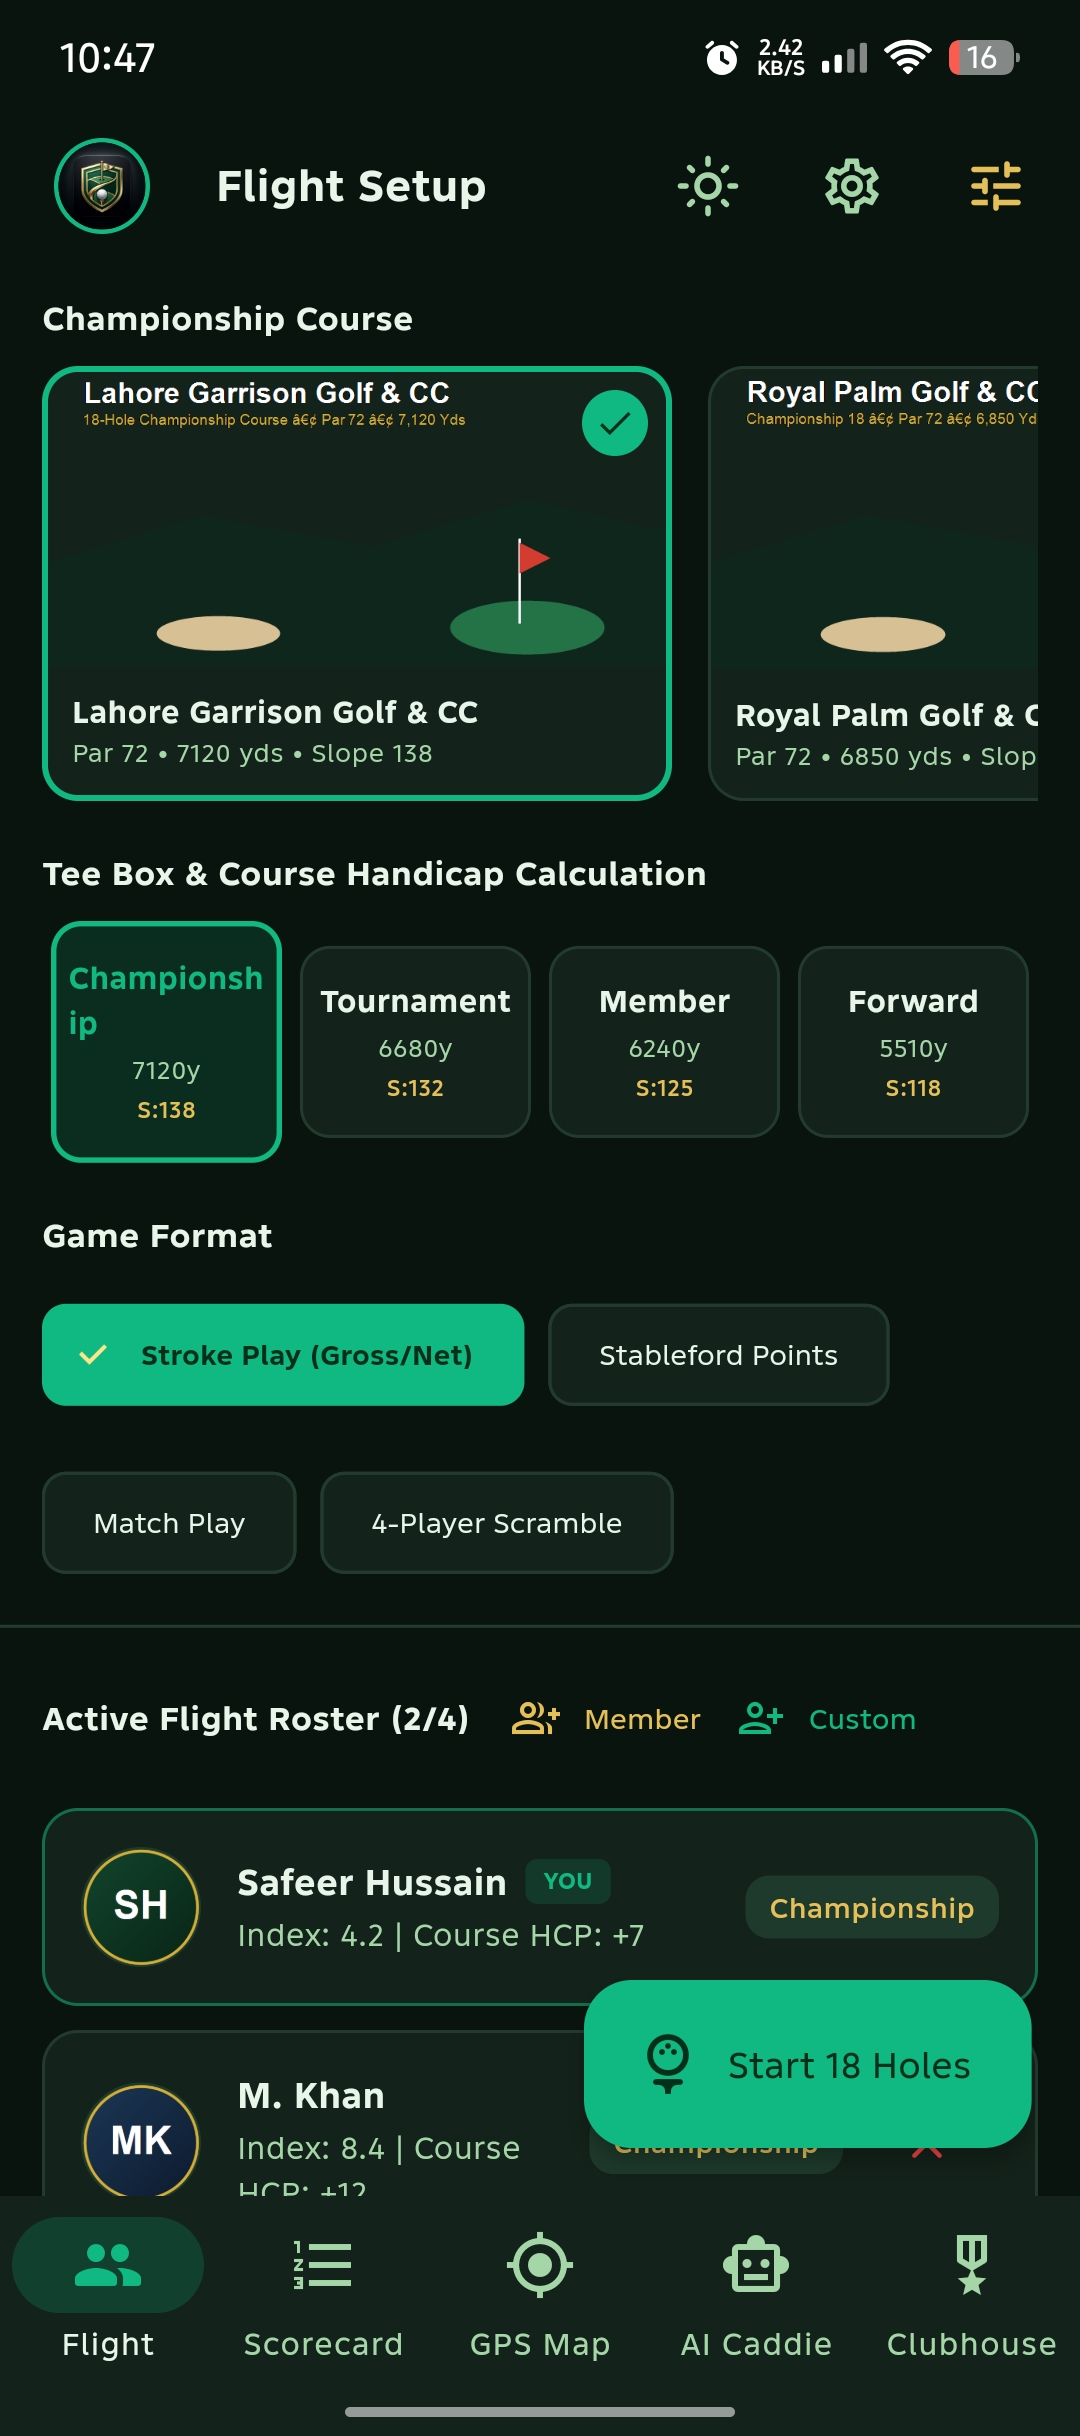 10:47
2.42
KB/S
16
Flight Setup
Championship Course
Lahore Garrison Golf & CC
18-Hole Championship Course â€¢ Par 72 â€¢ 7,120 Yds
Royal Palm Golf & CC
Championship 18 â€¢ Par 72 â€¢ 6,850 Yd
Lahore Garrison Golf & CC
Par 72 • 7120 yds • Slope 138
Royal Palm Golf & C
Par 72 • 6850 yds • Slop
Tee Box & Course Handicap Calculation
Championsh
ip
7120y
S:138
Tournament
6680y
S:132
Member
6240y
S:125
Forward
5510y
S:118
Game Format
Stroke Play (Gross/Net)
Stableford Points
Match Play
4-Player Scramble
Active Flight Roster (2/4)
Member
Custom
SH
Safeer Hussain
YOU
Index: 4.2 | Course HCP: +7
Championship
MK
M. Khan
Index: 8.4 | Course
HCP: +12
Championship
Start 18 Holes
Flight
Scorecard
GPS Map
AI Caddie
Clubhouse